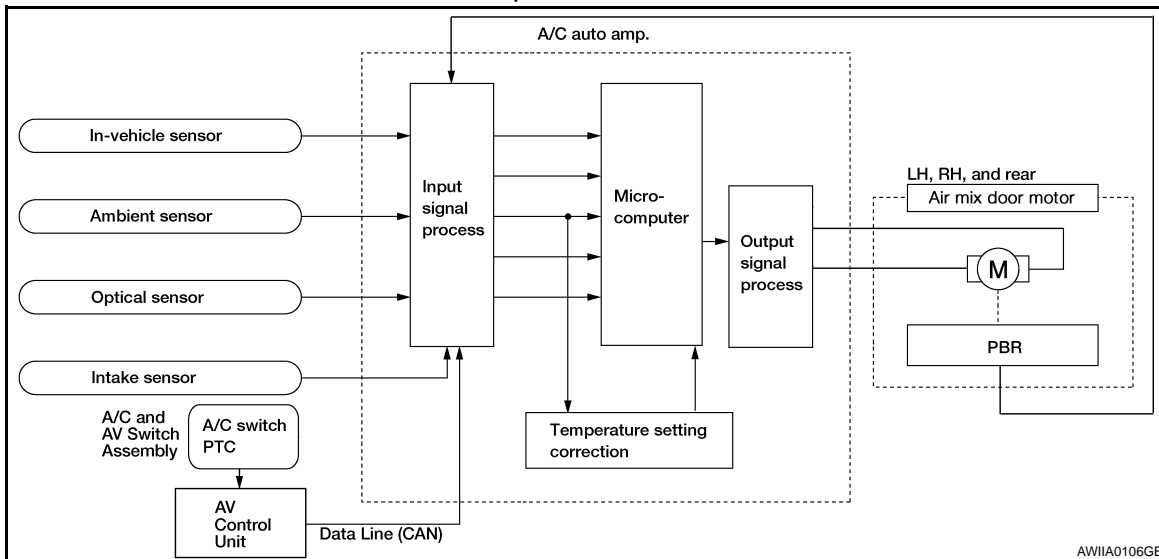 A/C auto amp.
In-vehicle sensor
Ambient sensor
Optical sensor
Intake sensor
A/C and
AV Switch
Assembly
A/C switch
PTC
AV
Control
Unit
Data Line (CAN)
Input
signal
process
Micro-
computer
Temperature setting
correction
Output
signal
process
LH, RH, and rear
Air mix door motor
M
PBR
AWIIA0106GB